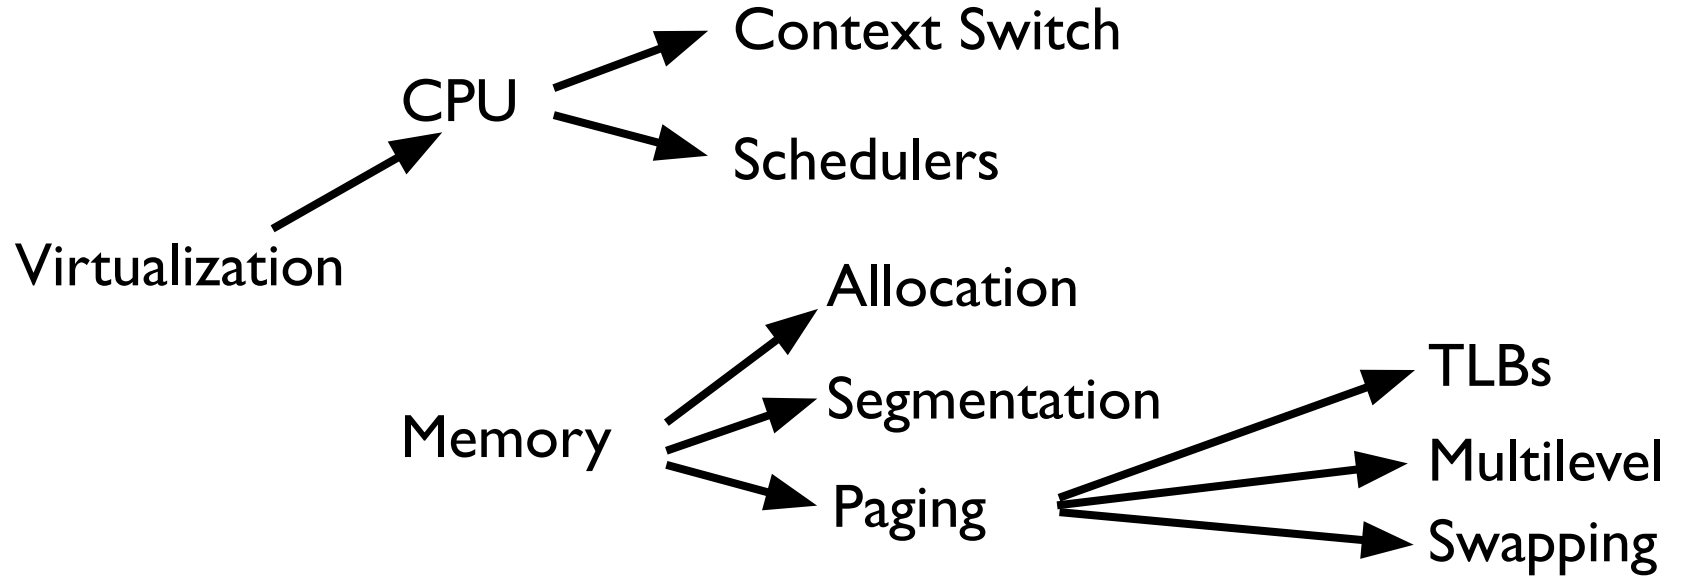 Context Switch
CPU
Schedulers
Virtualization
Allocation
TLBs
Segmentation
Memory
Multilevel
Paging
Swapping